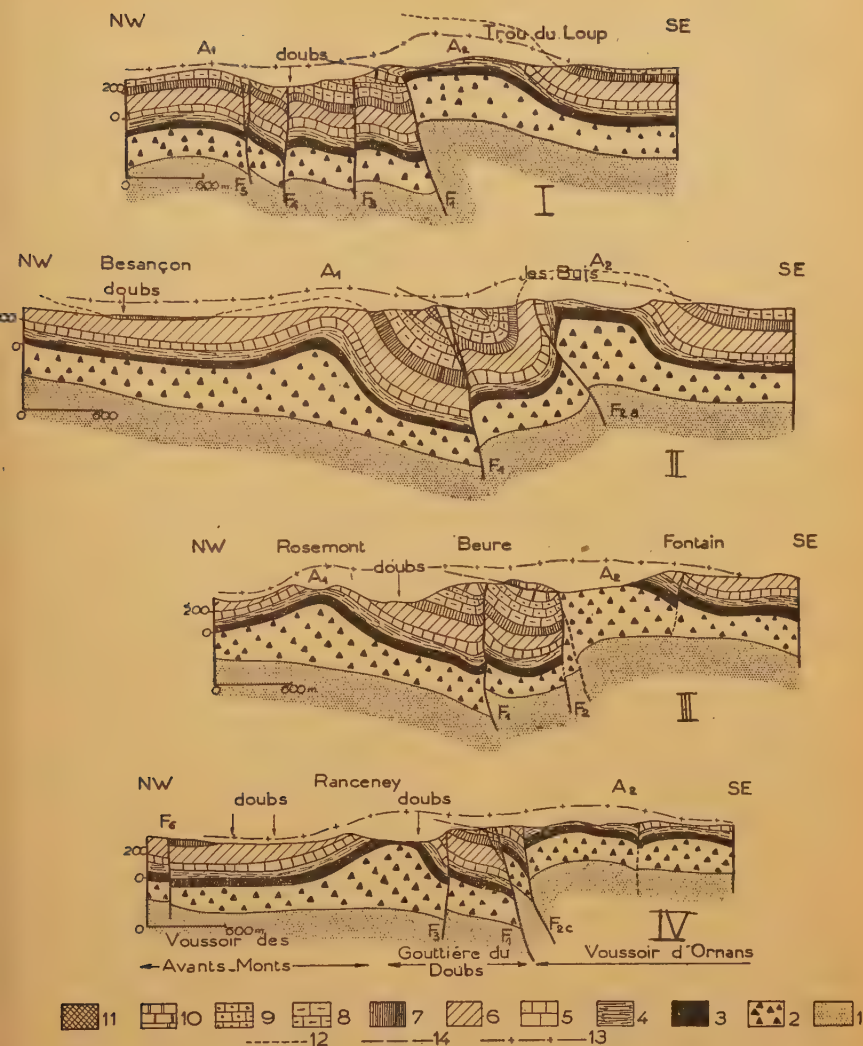 NW SE
A1 doubs A2 Trou du Loup
200
0
0 600 m
F5 F4 F3 F1
I
NW Besançon A1 A2 SE
doubs les Buis
0
0 600
F1 F2a
II
NW Rosemont Beure Fontain SE
A1 doubs A2
200
0
0 600 m
F1 F2
III
NW Ranceney A2 SE
F6 doubs doubs
200
0
0 600m
F3 F2c
IV
Voussoir des Gouttière du Voussoir d'Ornans
Avants-Monts Doubs
11 10 9 8 7 6 5 4 3 2 1
12 14 13